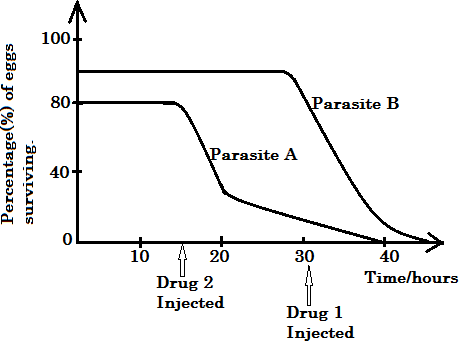 100
80
40
0
Percentage(%) of eggs
surviving.
Parasite B
Parasite A
10
20
30
40
Time/hours
Drug 2
Injected
Drug 1
Injected